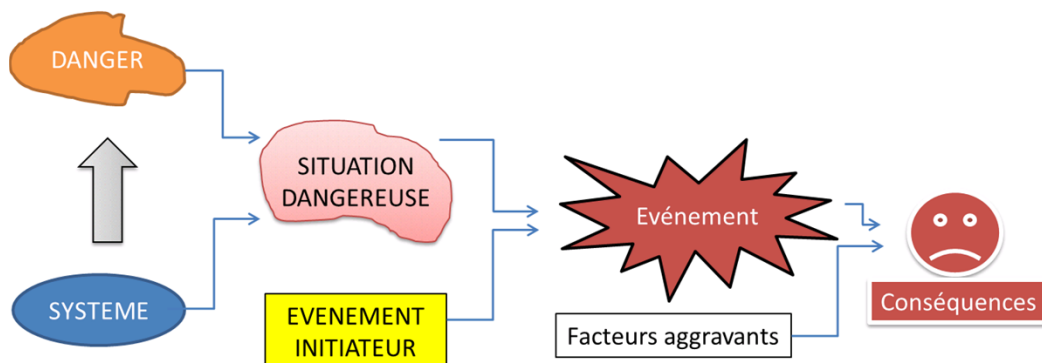 DANGER
SYSTEME
SITUATION
DANGEREUSE
EVENEMENT
INITIATEUR
Evénement
Facteurs aggravants
Conséquences